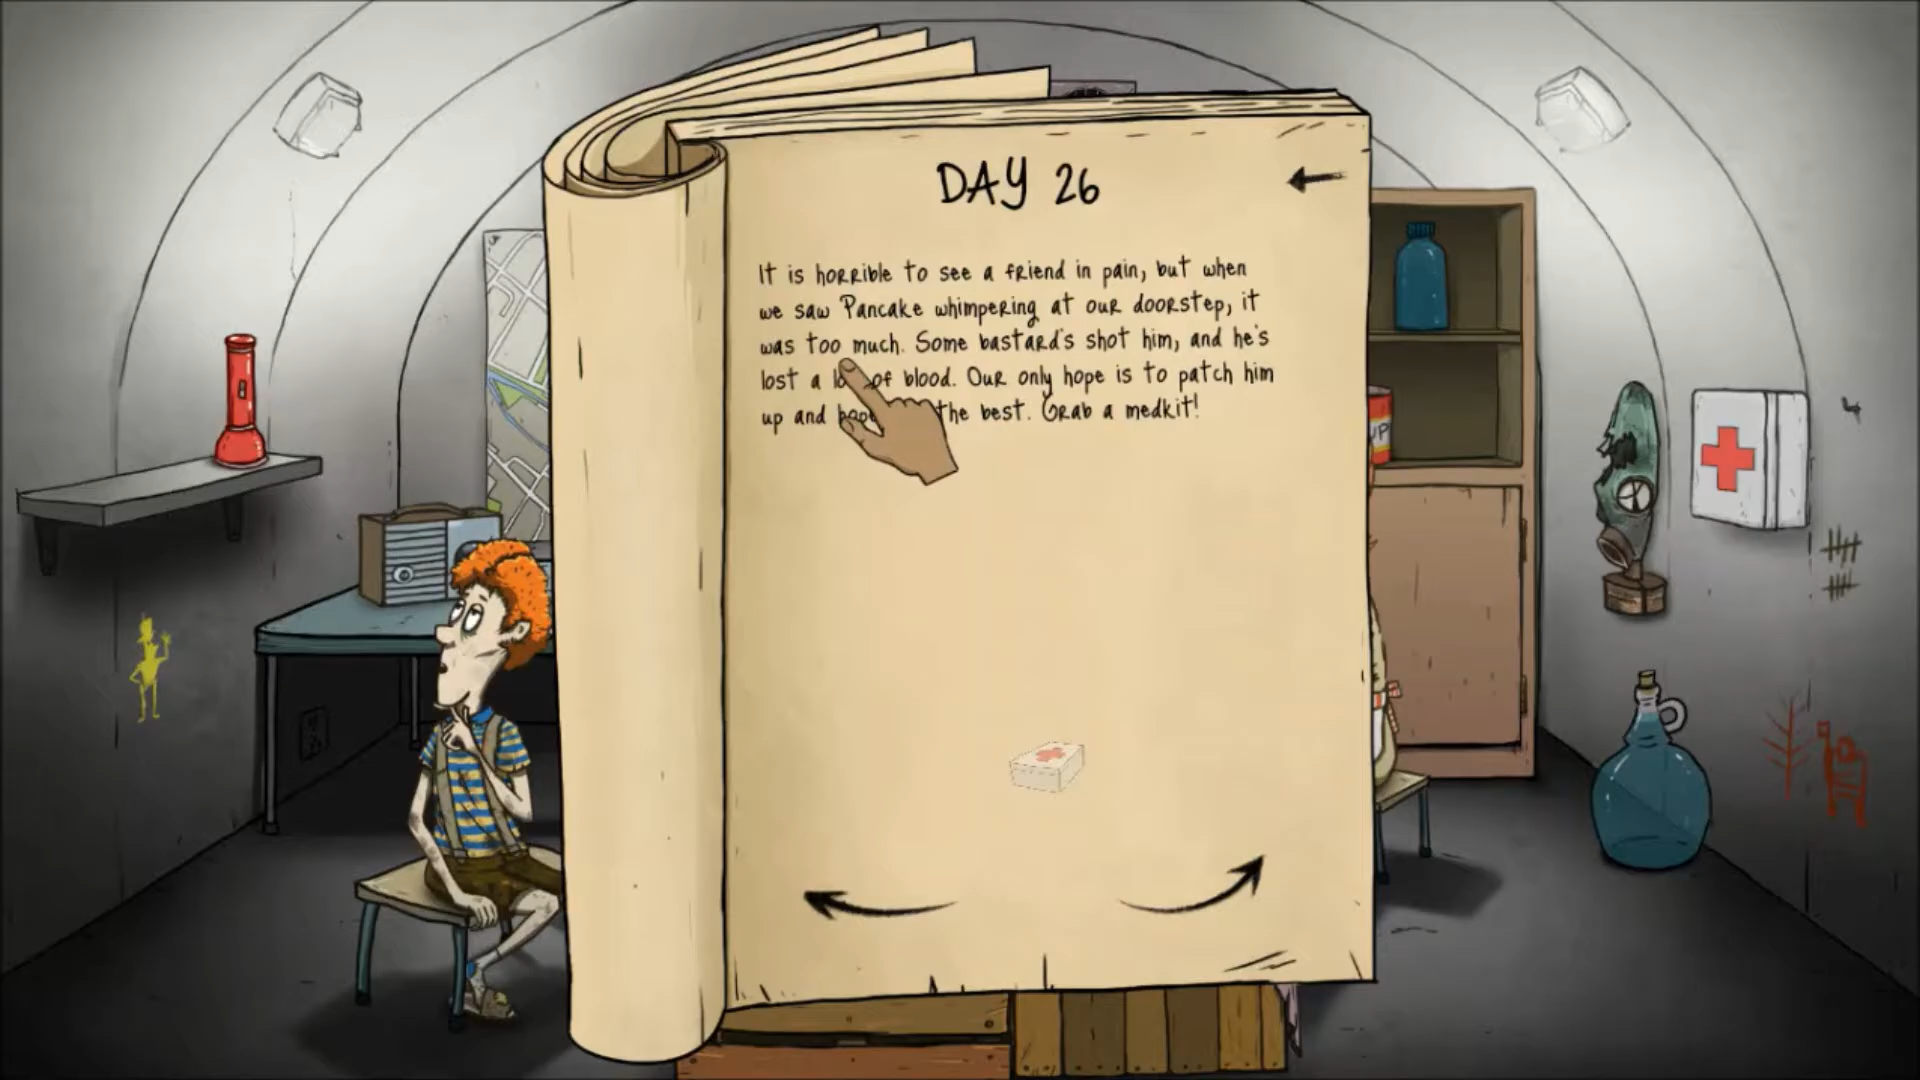 DAY 26
It is horrible to see a friend in pain, but when
we saw Pancake whimpering at our doorstep, it
was too much. Some bastard's shot him, and he's
lost a of blood. Our only hope is to patch him
up and the best. Grab a medkit!